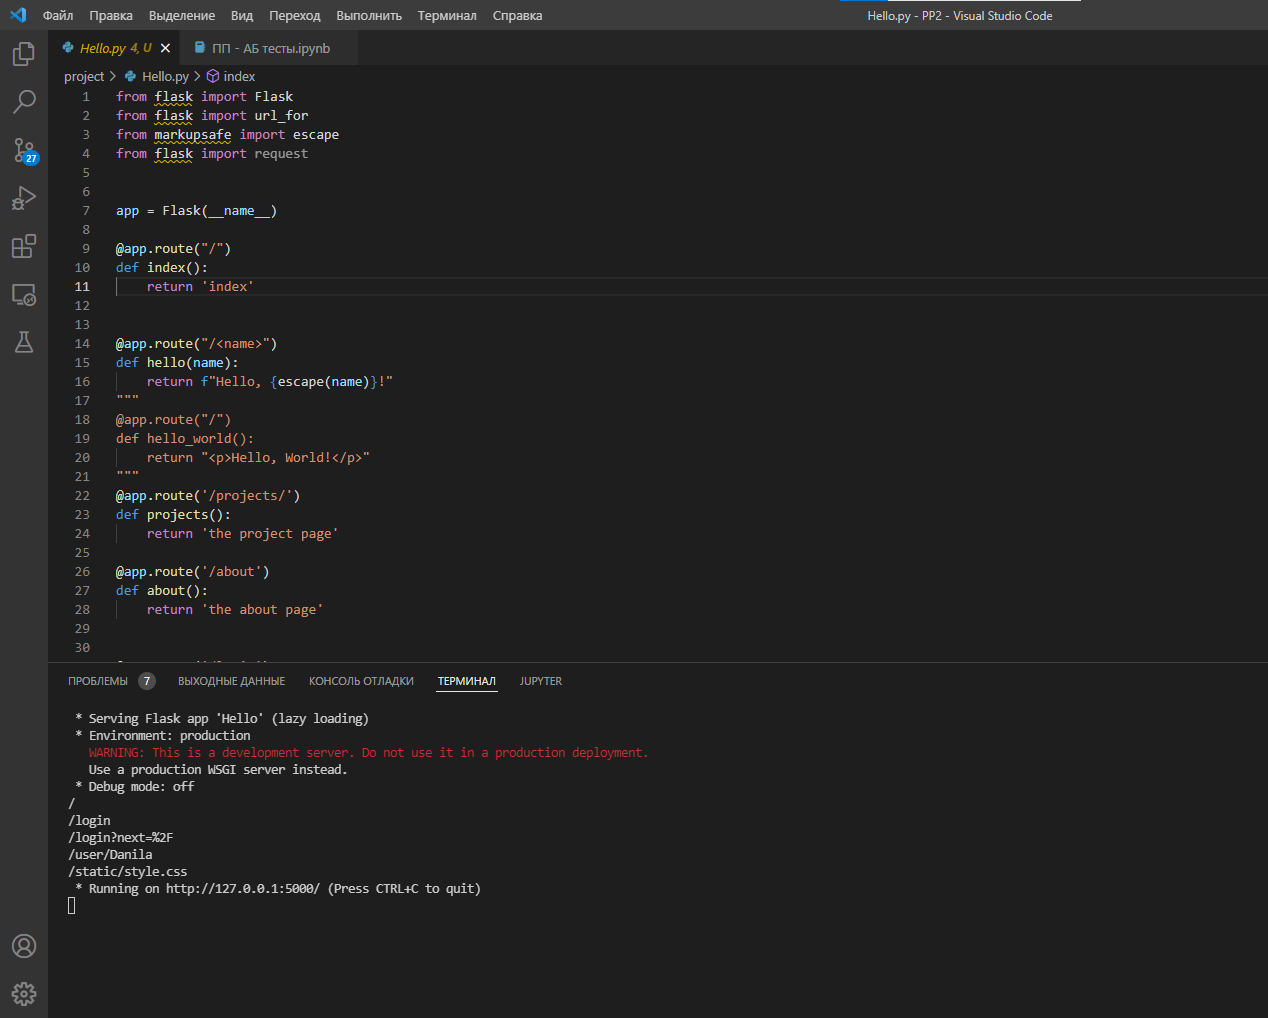 Файл Правка Выделение Вид Переход Выполнить Терминал Справка Hello.py - PP2 - Visual Studio Code
Hello.py 4, U ПП - АБ тесты.ipynb
project > Hello.py > index
1 from flask import Flask
2 from flask import url_for
3 from markupsafe import escape
4 from flask import request
5
6
7 app = Flask(__name__)
8
9 @app.route("/")
10 def index():
11 return 'index'
12
13
14 @app.route("/<name>")
15 def hello(name):
16 return f"Hello, {escape(name)}!"
17 """
18 @app.route("/")
19 def hello_world():
20 return "<p>Hello, World!</p>"
21 """
22 @app.route('/projects/')
23 def projects():
24 return 'the project page'
25
26 @app.route('/about')
27 def about():
28 return 'the about page'
29
30
27
ПРОБЛЕМЫ 7 ВЫХОДНЫЕ ДАННЫЕ КОНСОЛЬ ОТЛАДКИ ТЕРМИНАЛ JUPYTER
* Serving Flask app 'Hello' (lazy loading)
* Environment: production
WARNING: This is a development server. Do not use it in a production deployment.
Use a production WSGI server instead.
* Debug mode: off
/
/login
/login?next=%2F
/user/Danila
/static/style.css
* Running on http://127.0.0.1:5000/ (Press CTRL+C to quit)